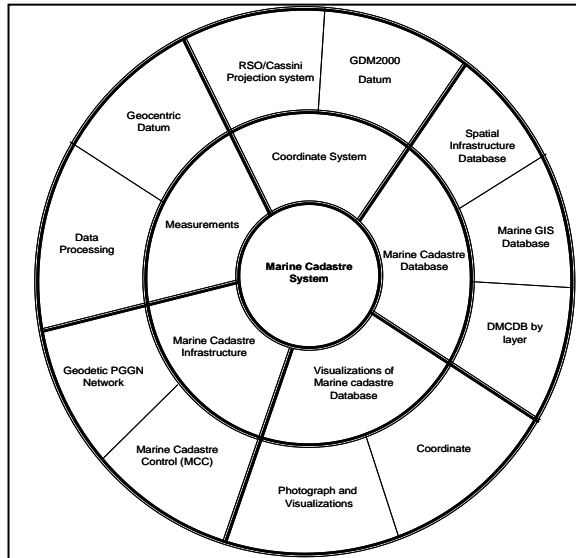 RSO/Cassini
Projection system
GDM2000
Datum
Geocentric
Datum
Spatial
Infrastructure
Database
Coordinate System
Measurements
Marine GIS
Database
Data
Processing
Marine Cadastre
Database
Marine Cadastre
System
DMCDB by
layer
Marine Cadastre
Infrastructure
Geodetic PGGN
Network
Visualizations of
Marine cadastre
Database
Marine Cadastre
Control (MCC)
Coordinate
Photograph and
Visualizations